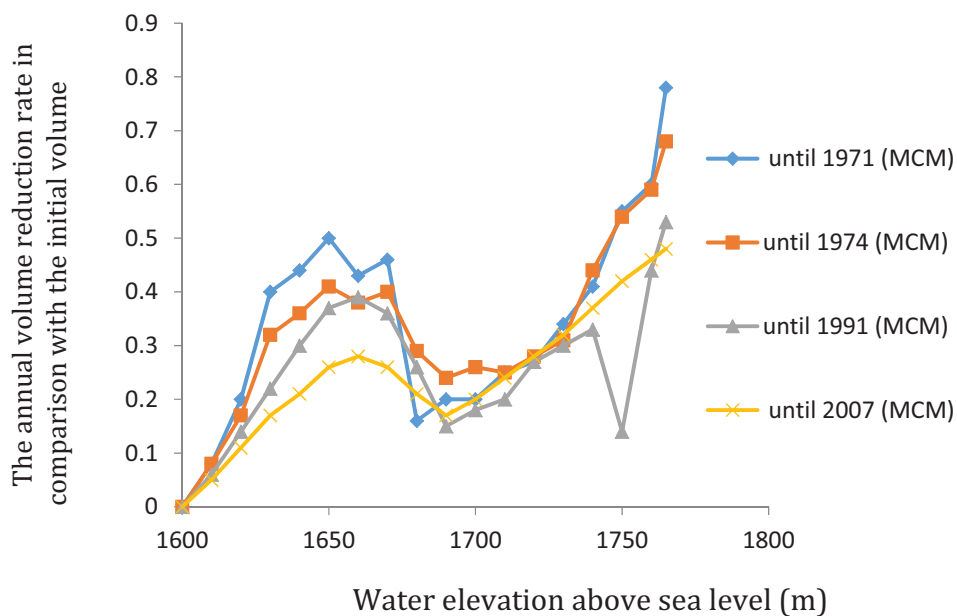 The annual volume reduction rate in
comparison with the initial volume
0.9
0.8
0.7
0.6
0.5
0.4
0.3
0.2
0.1
0
1600
1650
1700
1750
1800
Water elevation above sea level (m)
until 1971 (MCM)
until 1974 (MCM)
until 1991 (MCM)
until 2007 (MCM)